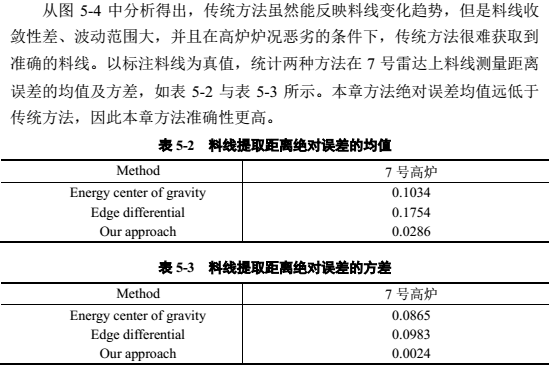 从图 5-4 中分析得出，传统方法虽然能反映料线变化趋势，但是料线收
敛性差、波动范围大，并且在高炉炉况恶劣的条件下，传统方法很难获取到
准确的料线。以标注料线为真值，统计两种方法在 7 号雷达上料线测量距离
误差的均值及方差，如表 5-2 与表 5-3 所示。本章方法绝对误差均值远低于
传统方法，因此本章方法准确性更高。
表 5-2 料线提取距离绝对误差的均值
Method 7 号高炉
Energy center of gravity 0.1034
Edge differential 0.1754
Our approach 0.0286
表 5-3 料线提取距离绝对误差的方差
Method 7 号高炉
Energy center of gravity 0.0865
Edge differential 0.0983
Our approach 0.0024